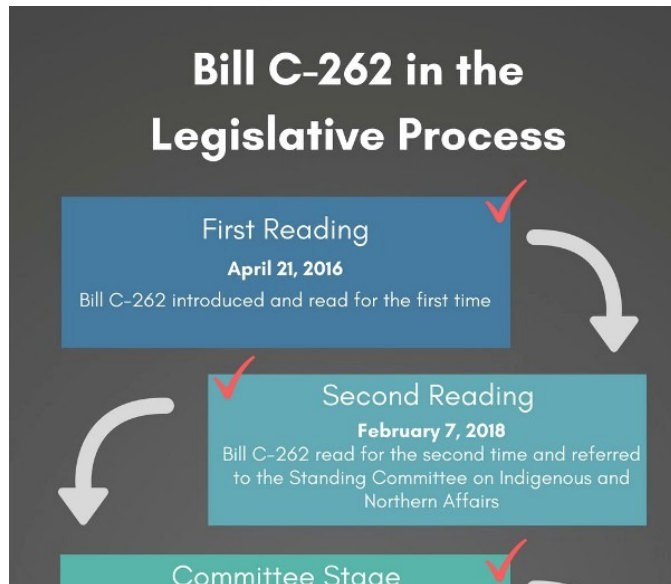 Bill C-262 in the
Legislative Process
First Reading
April 21, 2016
Bill C-262 introduced and read for the first time
Second Reading
February 7, 2018
Bill C-262 read for the second time and referred
to the Standing Committee on Indigenous and
Northern Affairs
Committee Stage